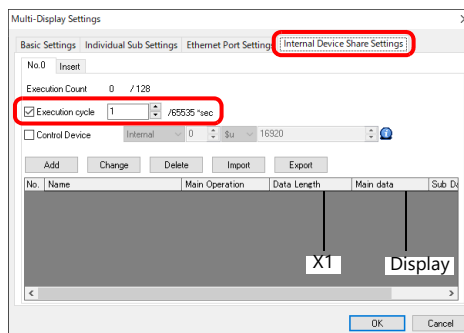 Multi-Display Settings
Basic Settings Individual Sub Settings Ethernet Port Settings Internal Device Share Settings
No.0 Insert
Execution Count 0 / 128
Execution cycle 1 /65535 *sec
Control Device Internal 0 $u 16920
Add Change Delete Import Export
No. Name Main Operation Data Length Main data Sub Da
X1 Display
OK Cancel